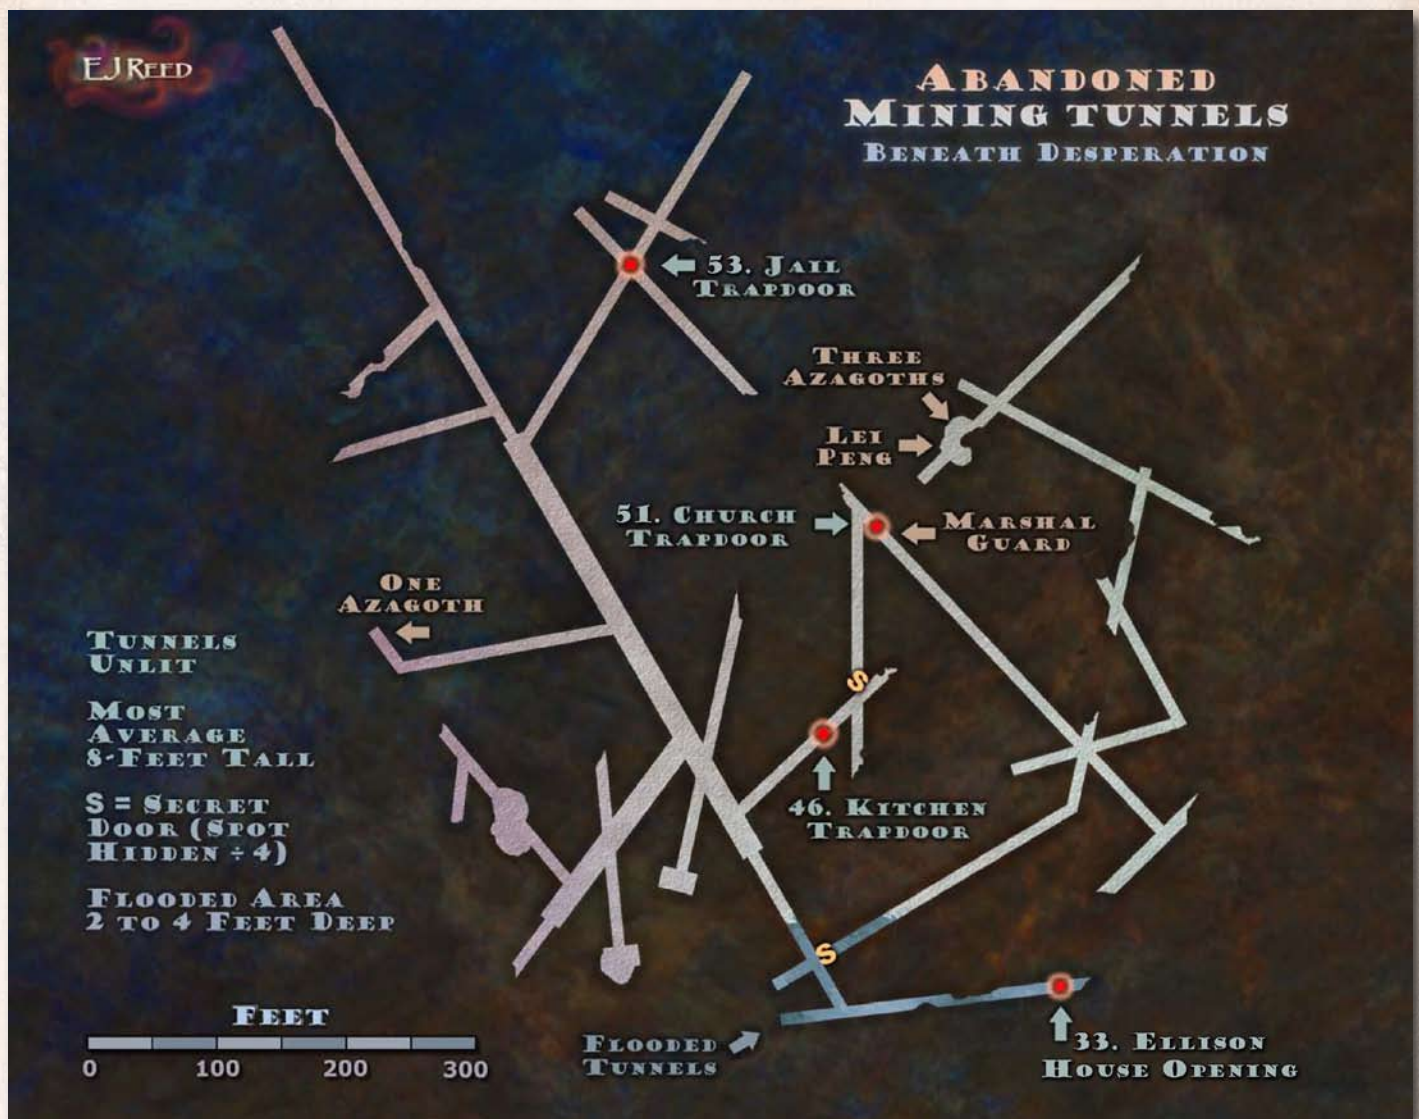 EJ REED
ABANDONED
MINING TUNNELS
BENEATH DESPERATION
53. JAIL
TRAPDOOR
THREE
AZAGOTHS
LEI
PENG
51. CHURCH
TRAPDOOR
MARSHAL
GUARD
ONE
AZAGOTH
TUNNELS
UNLIT
MOST
AVERAGE
8-FEET TALL
S = SECRET
DOOR (SPOT
HIDDEN ÷ 4)
FLOODED AREA
2 TO 4 FEET DEEP
S
46. KITCHEN
TRAPDOOR
S
FEET
0 100 200 300
FLOODED
TUNNELS
33. ELLISON
HOUSE OPENING